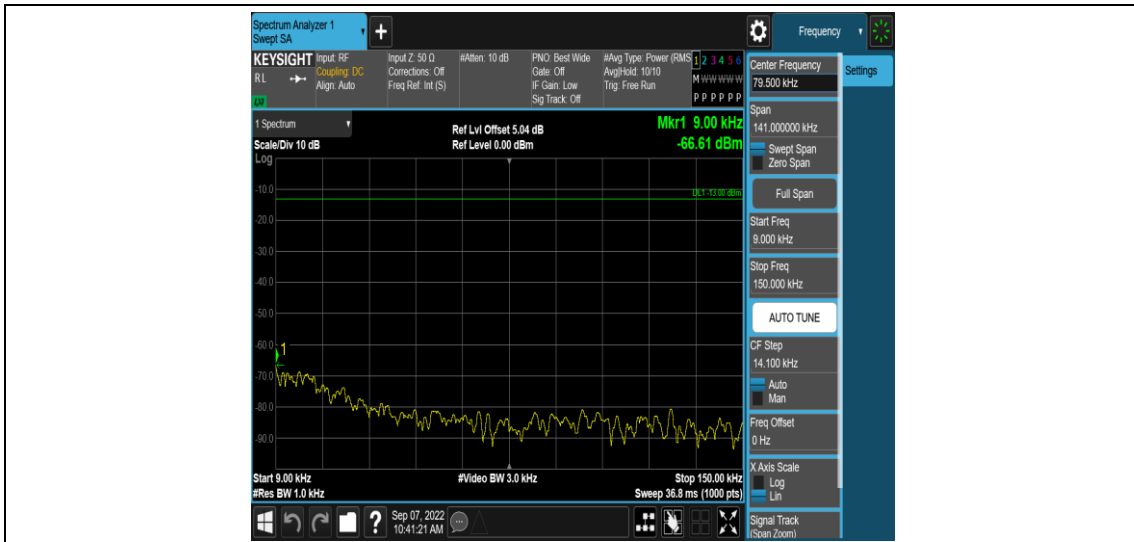 Spectrum Analyzer 1
Swept SA
Frequency
KEYSIGHT
RL
LM
Input: RF
Coupling: DC
Align: Auto
Input Z: 50 Ω
Corrections: Off
Freq Ref: Int (S)
#Atten: 10 dB
PNO: Best Wide
Gate: Off
IF Gain: Low
Sig Track: Off
#Avg Type: Power (RMS
Avg|Hold: 10/10
Trig: Free Run
1 2 3 4 5 6
M W W W W W
P P P P P P
1 Spectrum
Scale/Div 10 dB
Ref Lvl Offset 5.04 dB
Ref Level 0.00 dBm
Mkr1 9.00 kHz
-66.61 dBm
Log
DL1 -13.00 dBm
-10.0
-20.0
-30.0
-40.0
-50.0
-60.0
1
-70.0
-80.0
-90.0
Start 9.00 kHz
#Res BW 1.0 kHz
#Video BW 3.0 kHz
Stop 150.00 kHz
Sweep 36.8 ms (1000 pts)
Center Frequency
79.500 kHz
Settings
Span
141.000000 kHz
Swept Span
Zero Span
Full Span
Start Freq
9.000 kHz
Stop Freq
150.000 kHz
AUTO TUNE
CF Step
14.100 kHz
Auto
Man
Freq Offset
0 Hz
X Axis Scale
Log
Lin
Signal Track
(Span Zoom)
?
Sep 07, 2022
10:41:21 AM